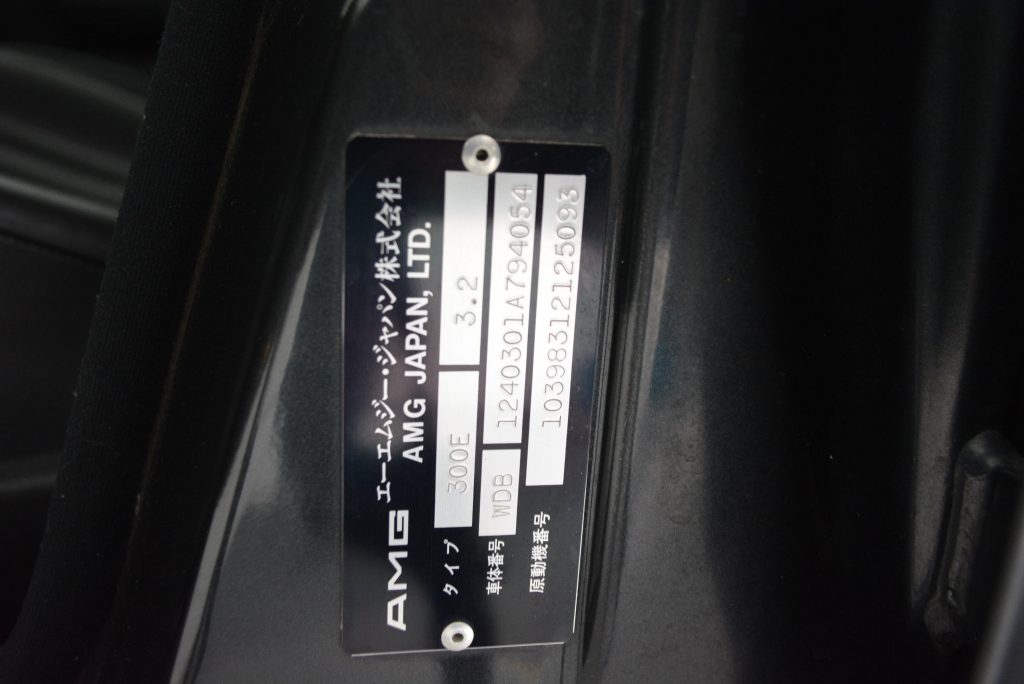 AMG エーエムジー・ジャパン株式会社
AMG JAPAN, LTD.
タイプ 300E 3.2
車体番号 WDB 1240301A794054
原動機番号 10398312125093